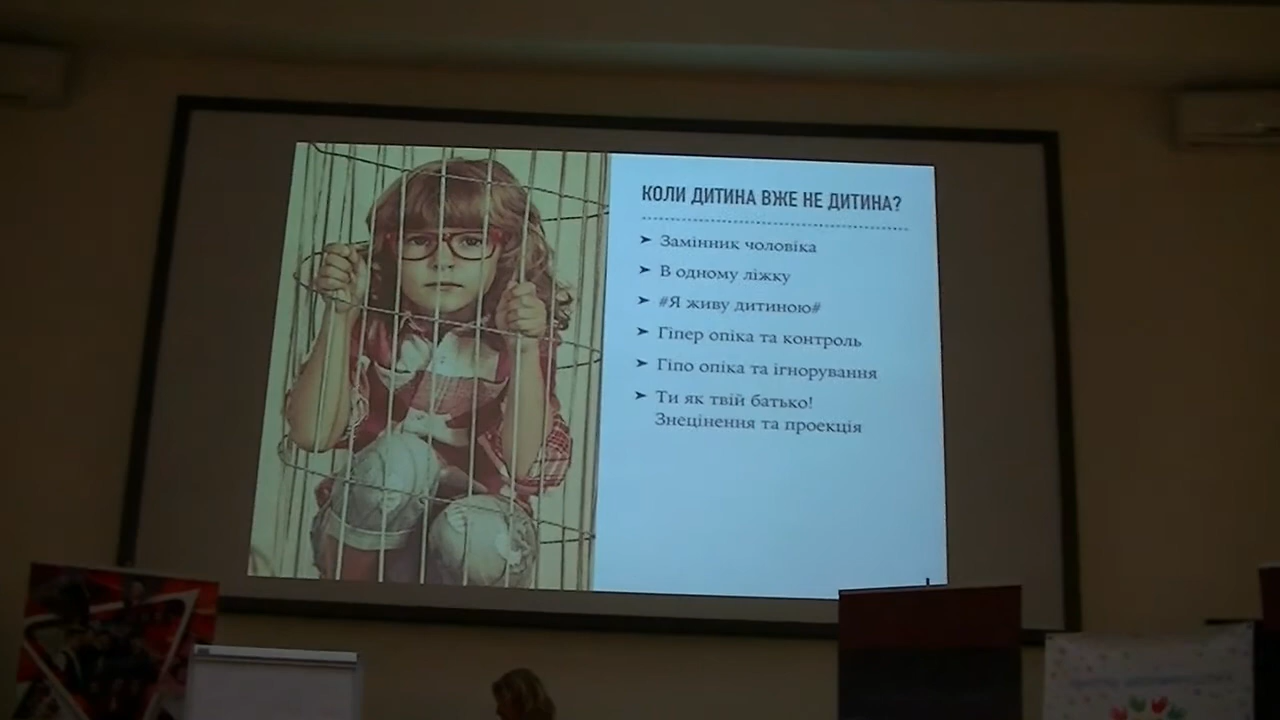 КОЛИ ДИТИНА ВЖЕ НЕ ДИТИНА?
Замінник чоловіка
В одному ліжку
#Я живу дитиною#
Гіпер опіка та контроль
Гіпо опіка та ігнорування
Ти як твій батько!
Знецінення та проекція